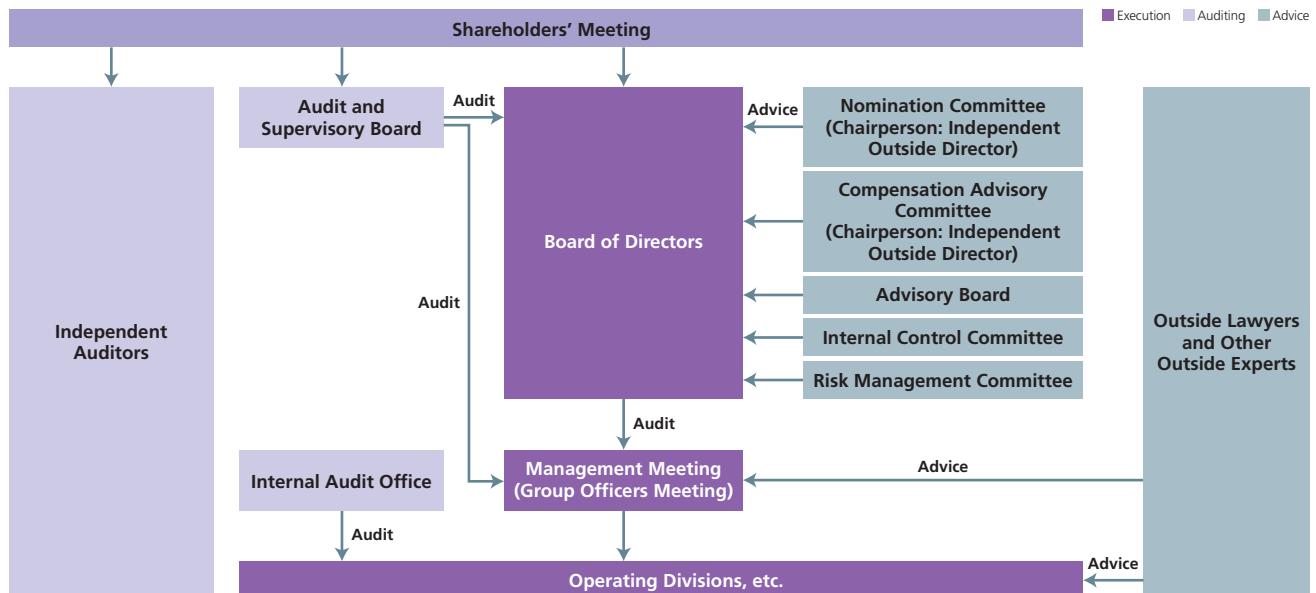 Shareholders' Meeting
Execution
Auditing
Advice
Audit and
Supervisory Board
Audit
Advice
Nomination Committee
(Chairperson: Independent
Outside Director)
Compensation Advisory
Committee
(Chairperson: Independent
Outside Director)
Board of Directors
Advisory Board
Audit
Independent
Auditors
Internal Control Committee
Outside Lawyers
and Other
Outside Experts
Risk Management Committee
Audit
Internal Audit Office
Management Meeting
(Group Officers Meeting)
Advice
Audit
Advice
Operating Divisions, etc.